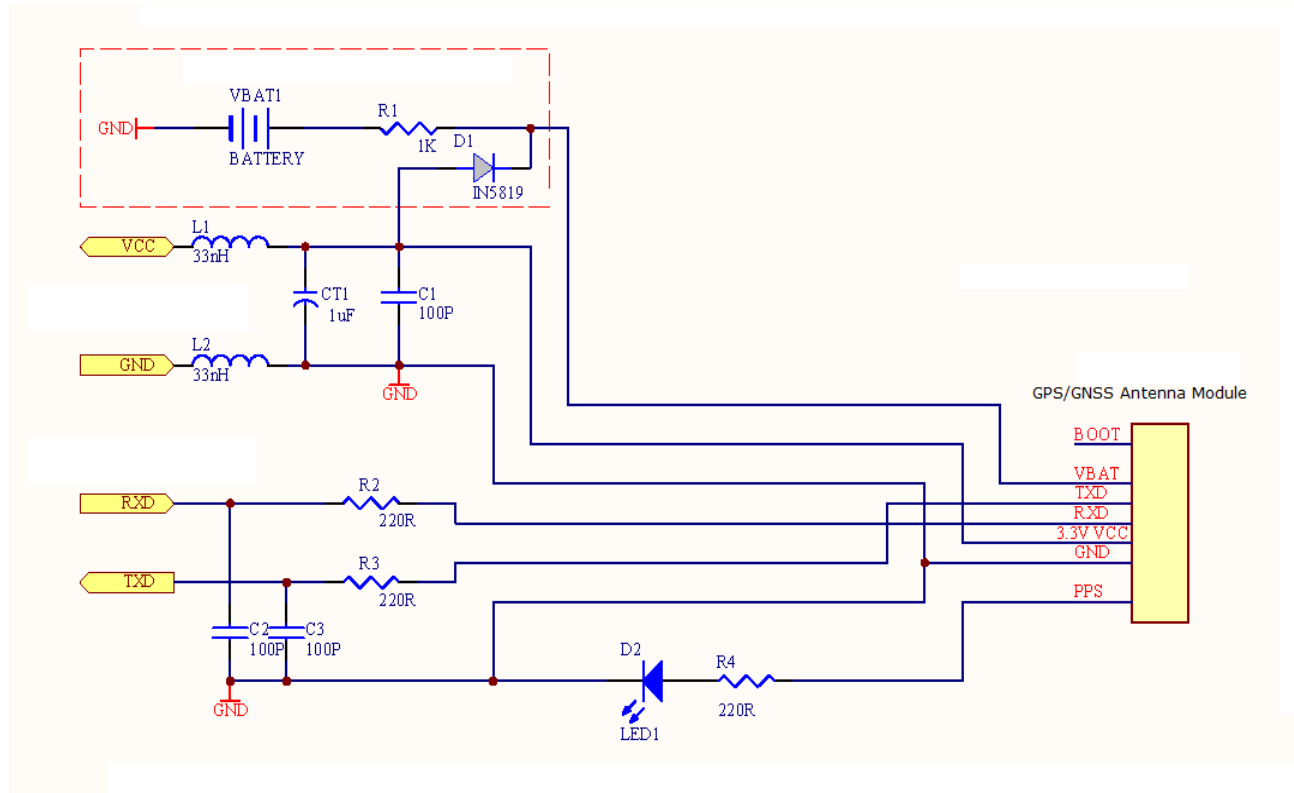 VBAT1
R1
GND
1K
D1
BATTERY
IN5819
L1
VCC
33nH
CT1
1uF
C1
100P
L2
GND
33nH
GND
GPS/GNSS Antenna Module
BOOT
VBAT
TXD
RXD
3.3V VCC
GND
PPS
R2
RXD
220R
R3
TXD
220R
C2
100P
C3
100P
GND
D2
LED1
R4
220R